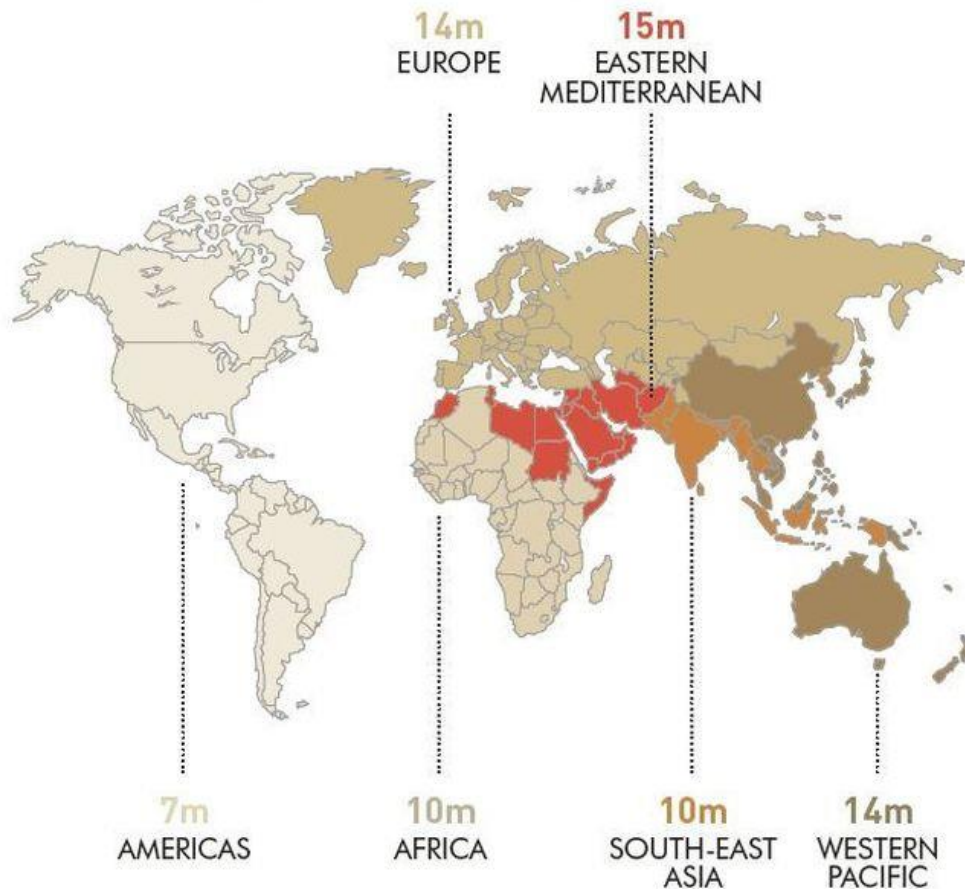 14m
EUROPE
15m
EASTERN
MEDITERRANEAN
7m
AMERICAS
10m
AFRICA
10m
SOUTH-EAST
ASIA
14m
WESTERN
PACIFIC